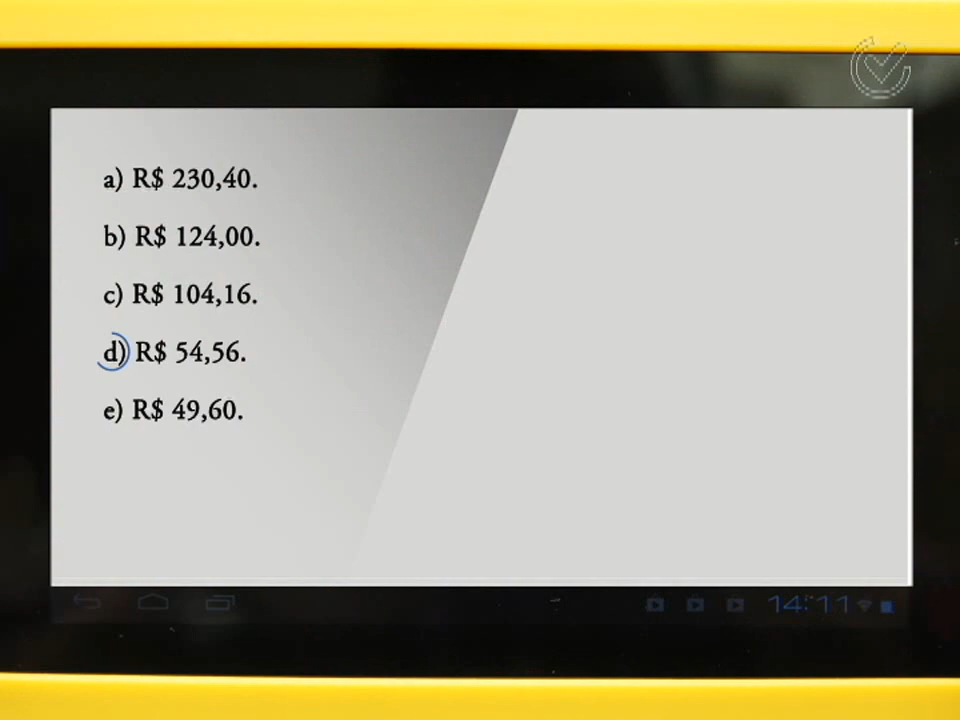 a) R$ 230,40.
b) R$ 124,00.
c) R$ 104,16.
d) R$ 54,56.
e) R$ 49,60.
14:11